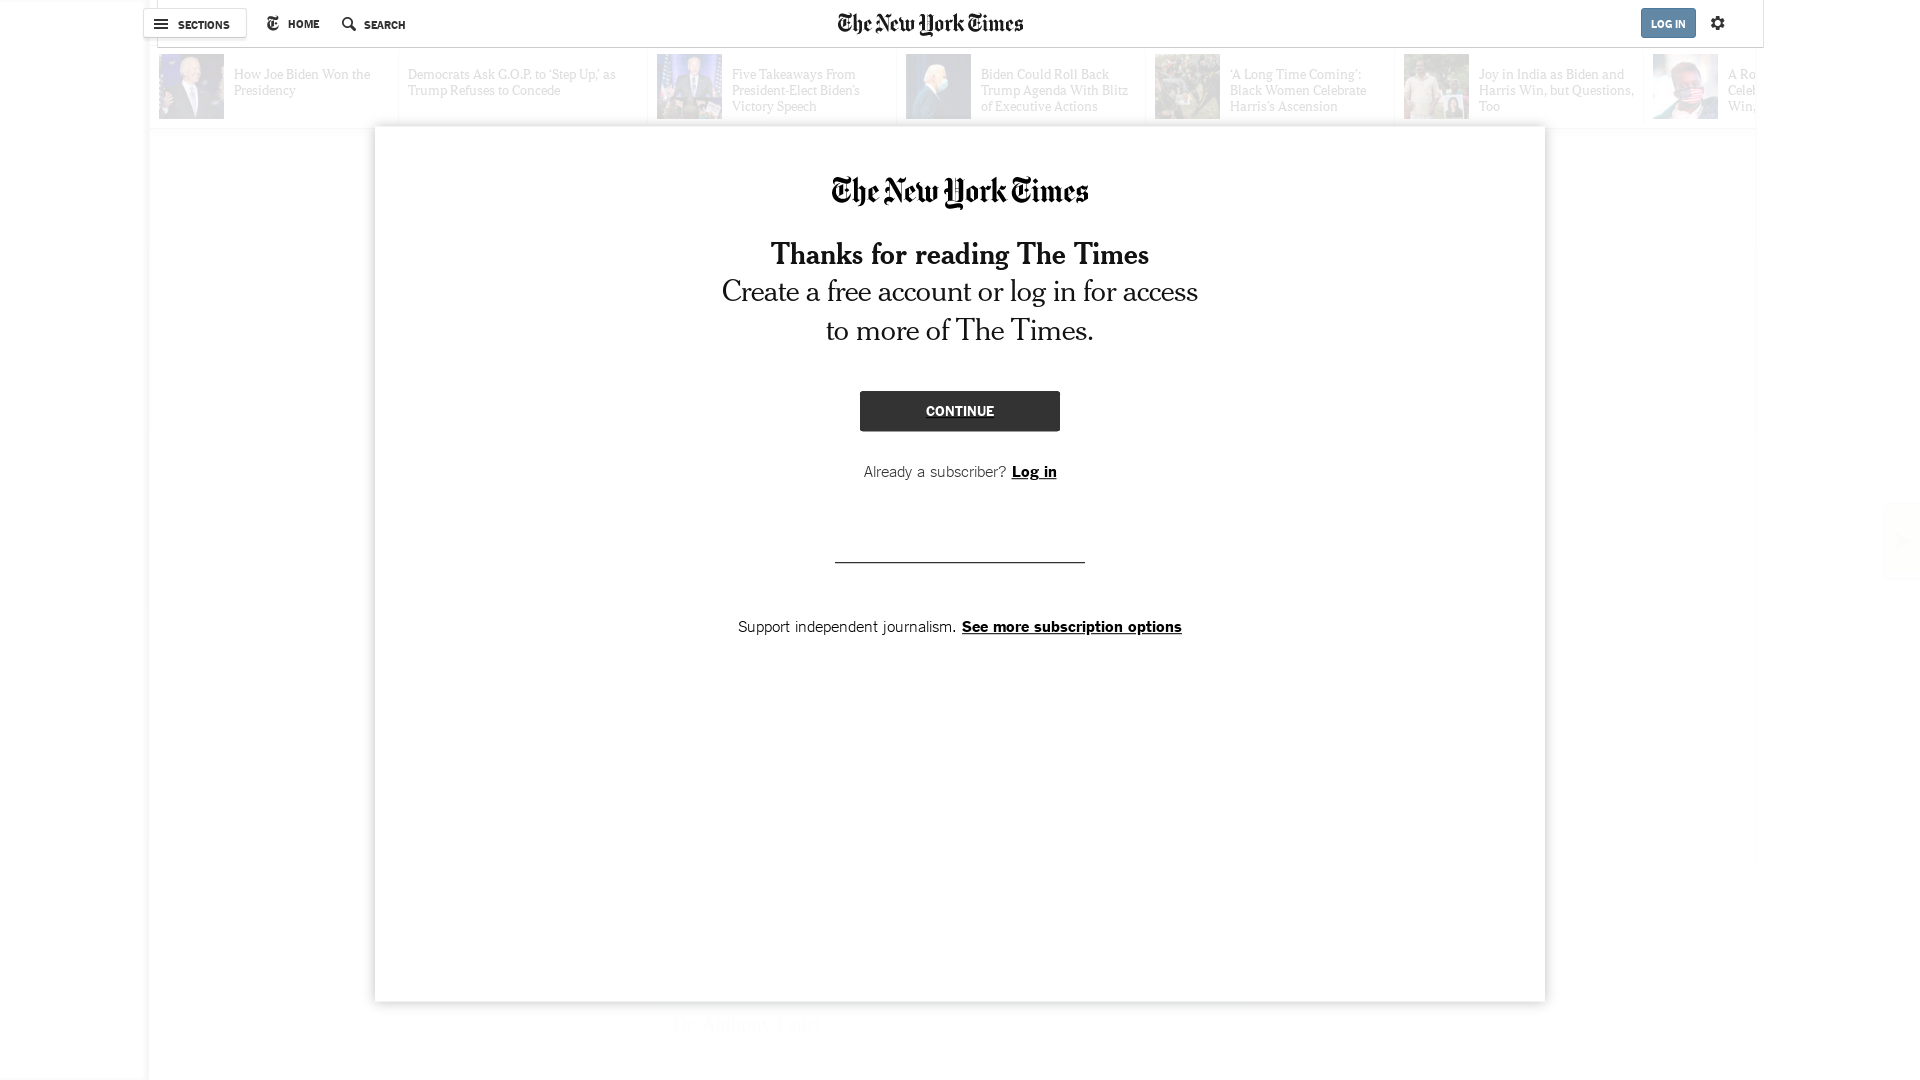 SECTIONS
HOME
SEARCH
The New York Times
LOG IN
How Joe Biden Won the
Presidency
Democrats Ask G.O.P. to ‘Step Up,’ as
Trump Refuses to Concede
Five Takeaways From
President-Elect Biden’s
Victory Speech
Biden Could Roll Back
Trump Agenda With Blitz
of Executive Actions
‘A Long Time Coming’:
Black Women Celebrate
Harris’s Ascension
Joy in India as Biden and
Harris Win, but Questions,
Too
A Ro
Celeb
Win,
The New York Times
Thanks for reading The Times
Create a free account or log in for access
to more of The Times.
CONTINUE
Already a subscriber? Log in
Support independent journalism. See more subscription options